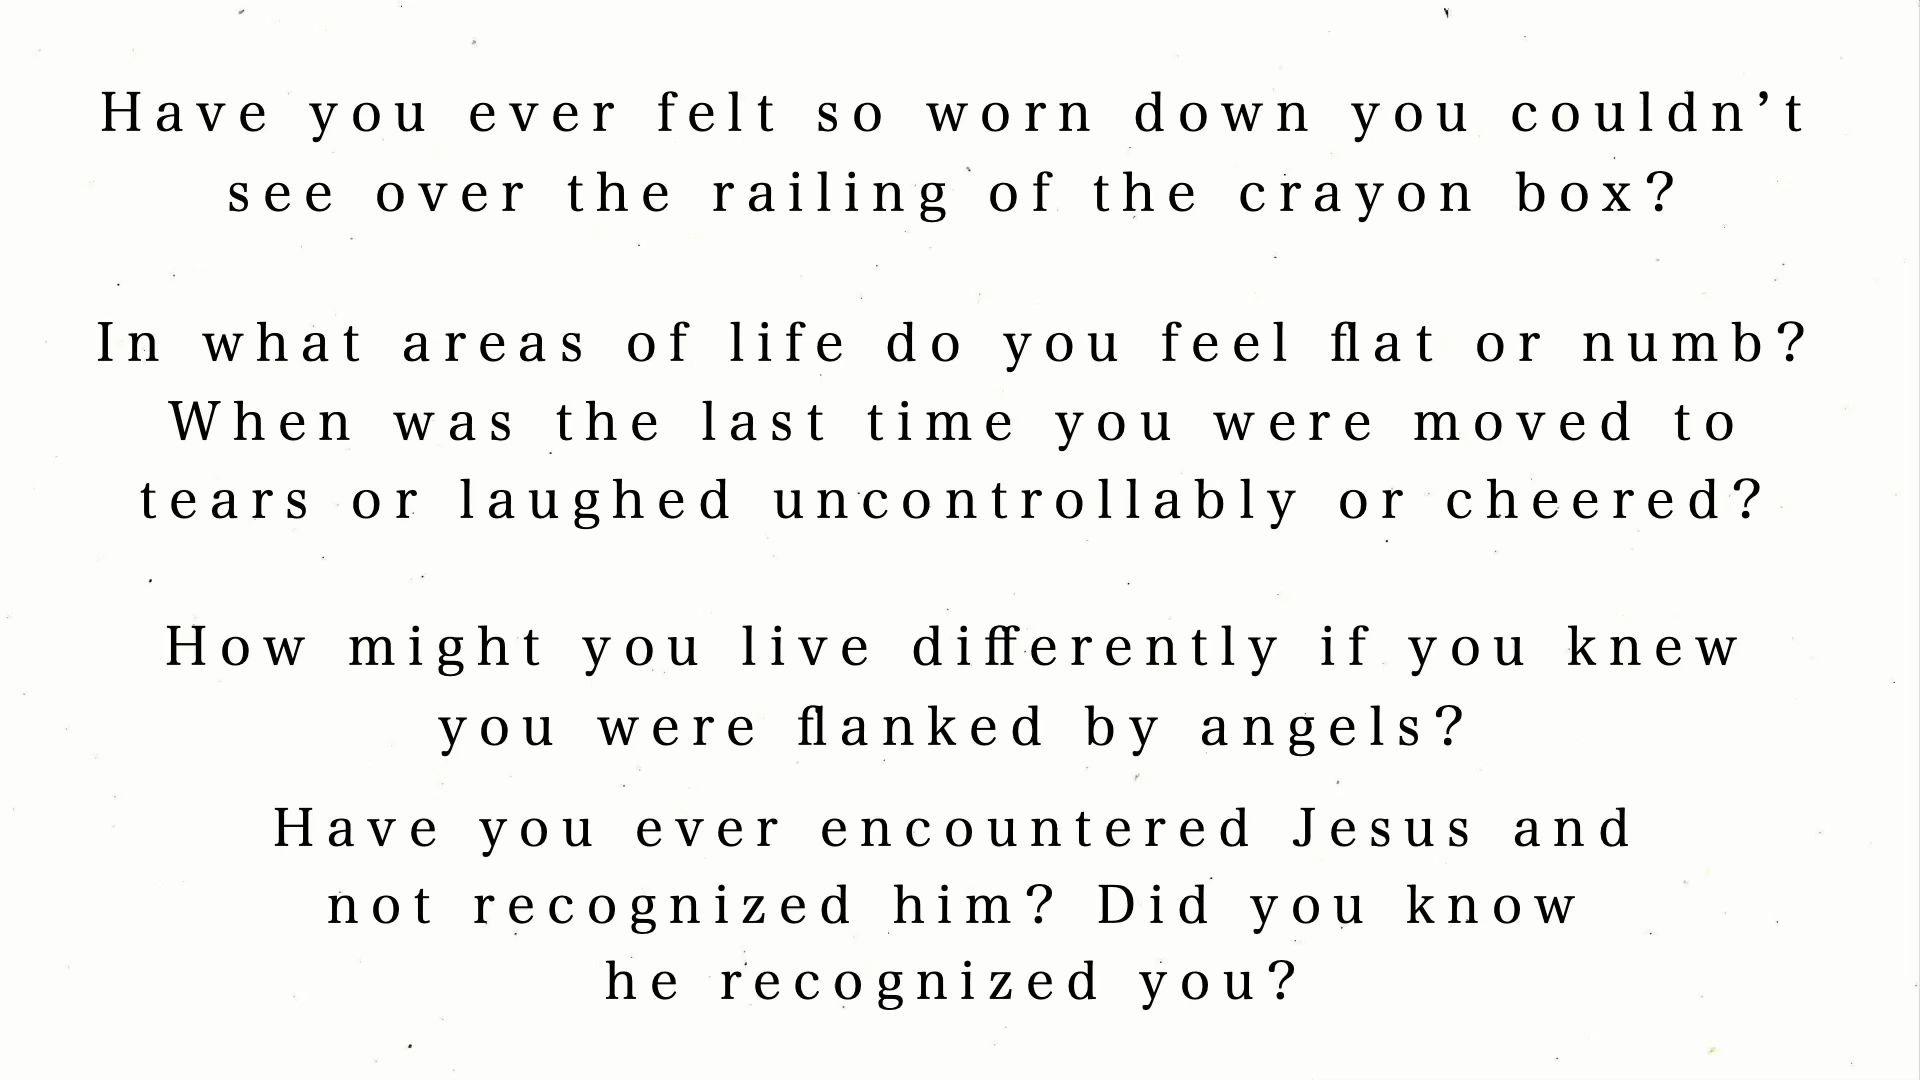 Have you ever felt so worn down you couldn’t
see over the railing of the crayon box?
In what areas of life do you feel flat or numb?
When was the last time you were moved to
tears or laughed uncontrollably or cheered?
How might you live differently if you knew
you were flanked by angels?
Have you ever encountered Jesus and
not recognized him? Did you know
he recognized you?